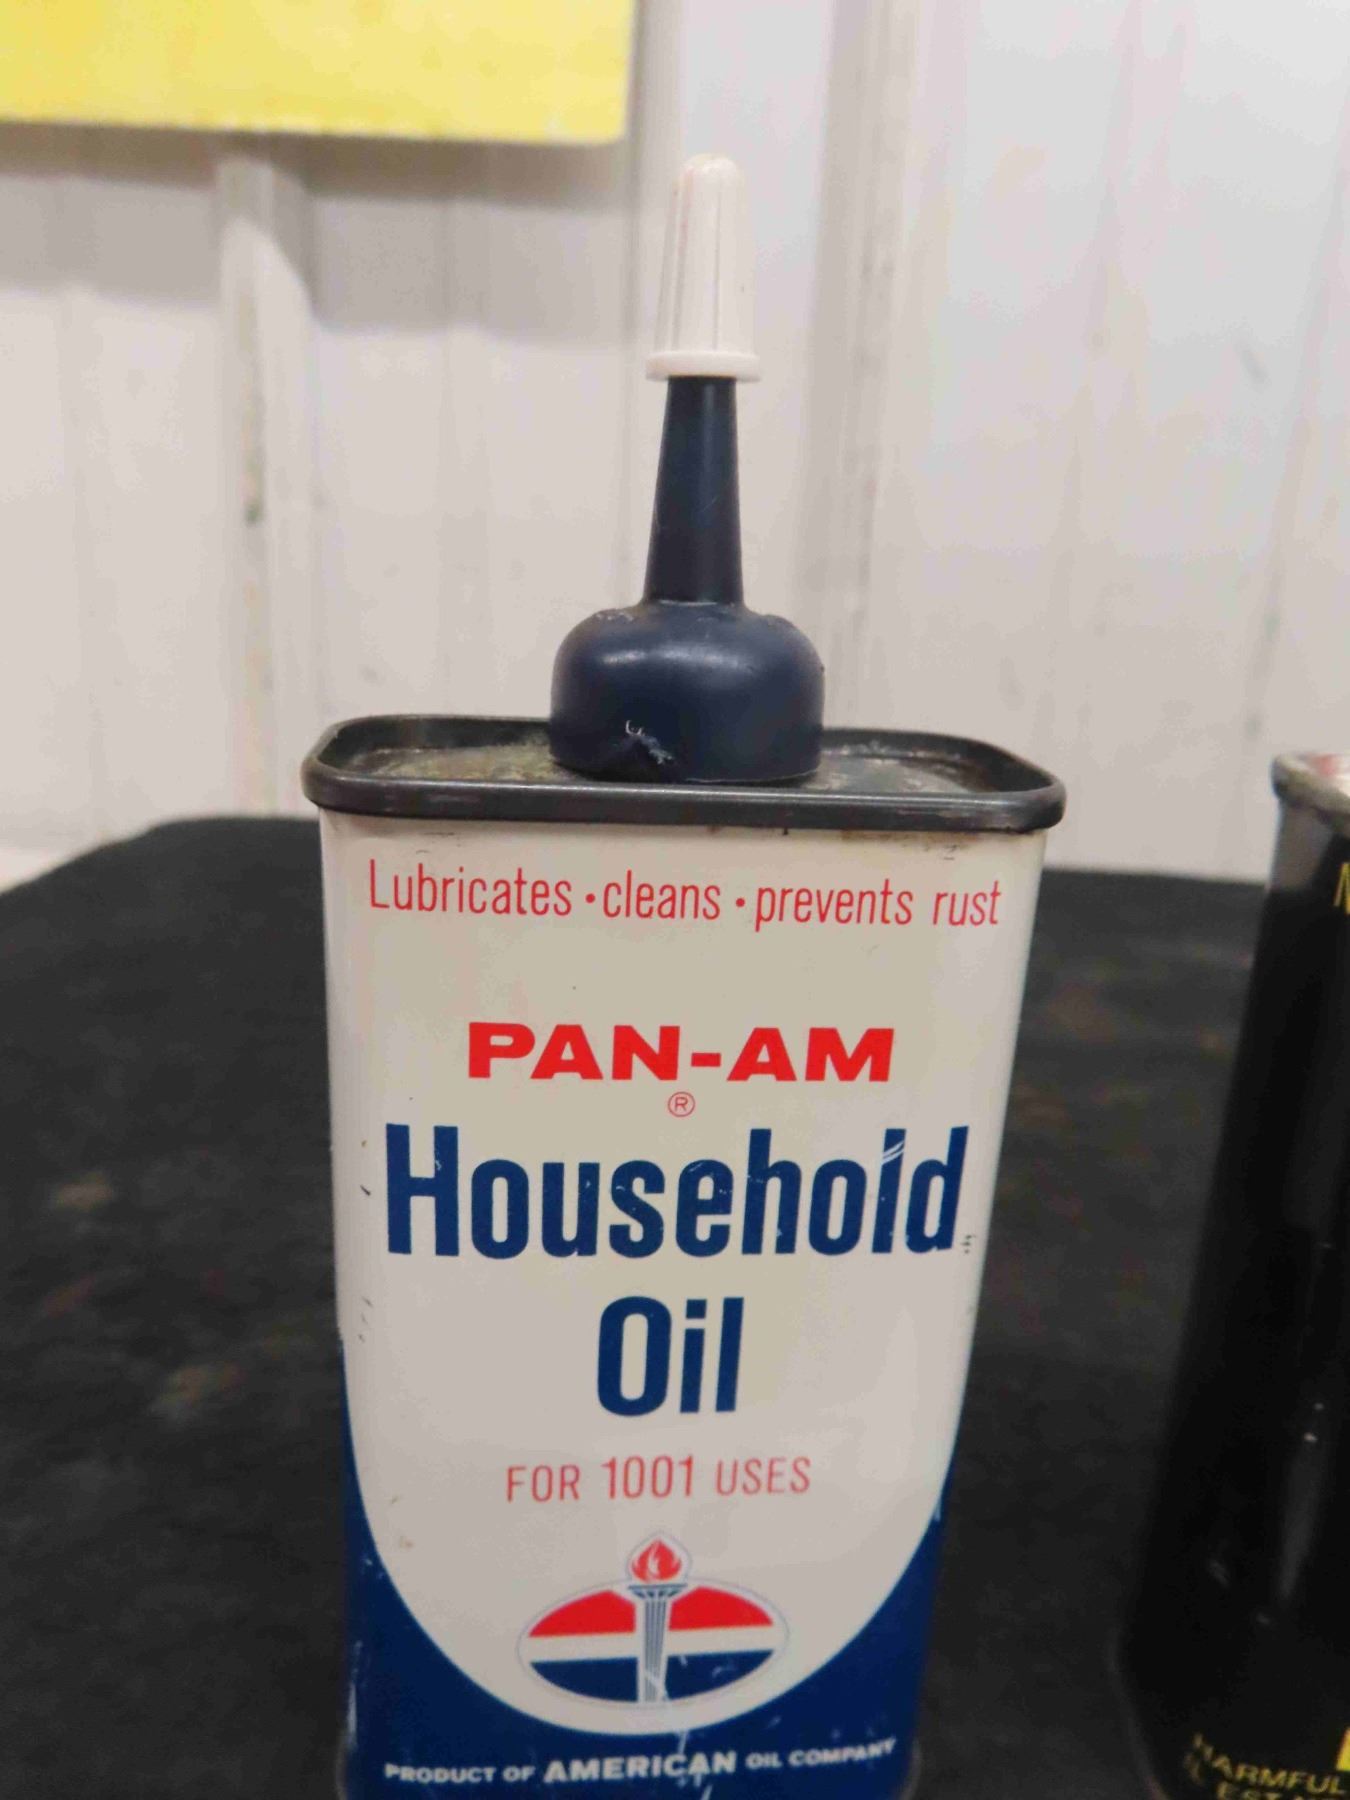 Lubricates • cleans • prevents rust
PAN-AM
®
Household
Oil
FOR 1001 USES
PRODUCT OF AMERICAN OIL COMPANY
HARMFUL